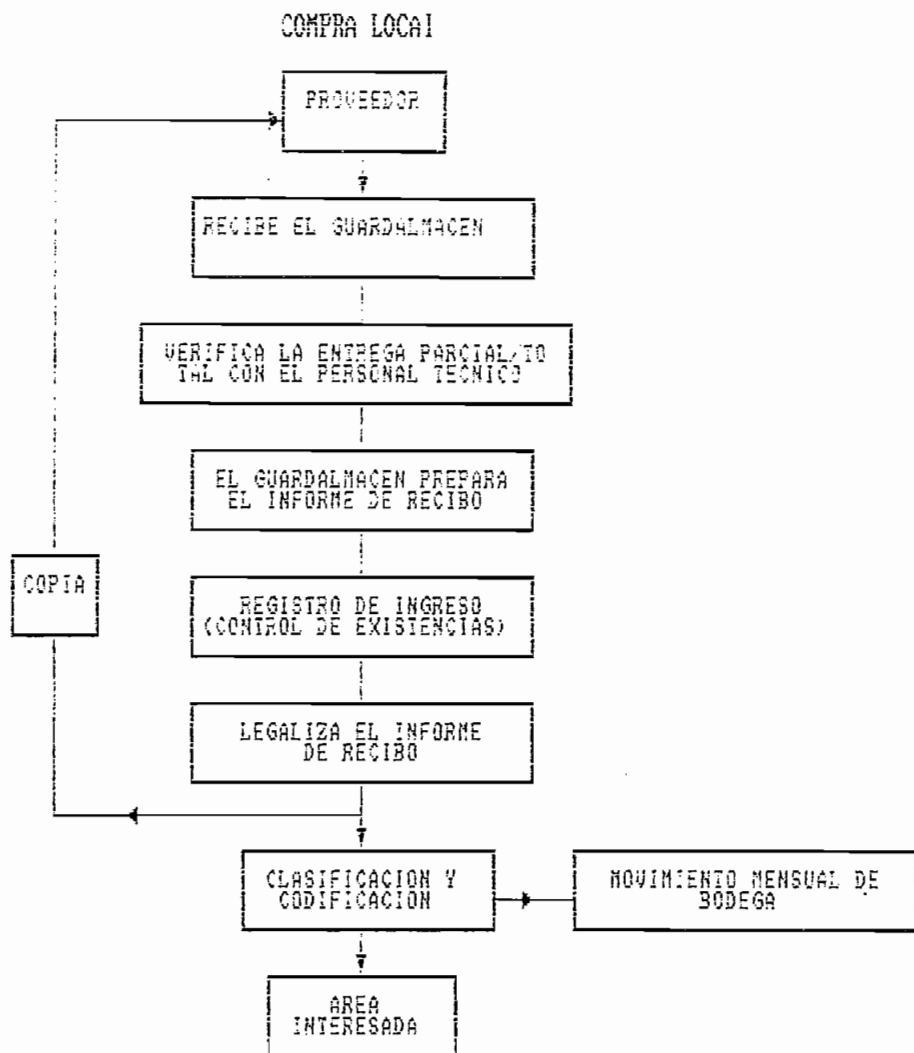 COMPRA LOCAl
PROVEEDOR
RECIBE EL GUARDALMACEN
VERIFICA LA ENTREGA PARCIAL/TO
TAL CON EL PERSONAL TECNICO
EL GUARDALMACEN PREPARA
EL INFORME DE RECIBO
COPIA
REGISTRO DE INGRESO
(CONTROL DE EXISTENCIAS)
LEGALIZA EL INFORME
DE RECIBO
CLASIFICACION Y
CODIFICACION
MOVIMIENTO MENSUAL DE
BODEGA
AREA
INTERESADA